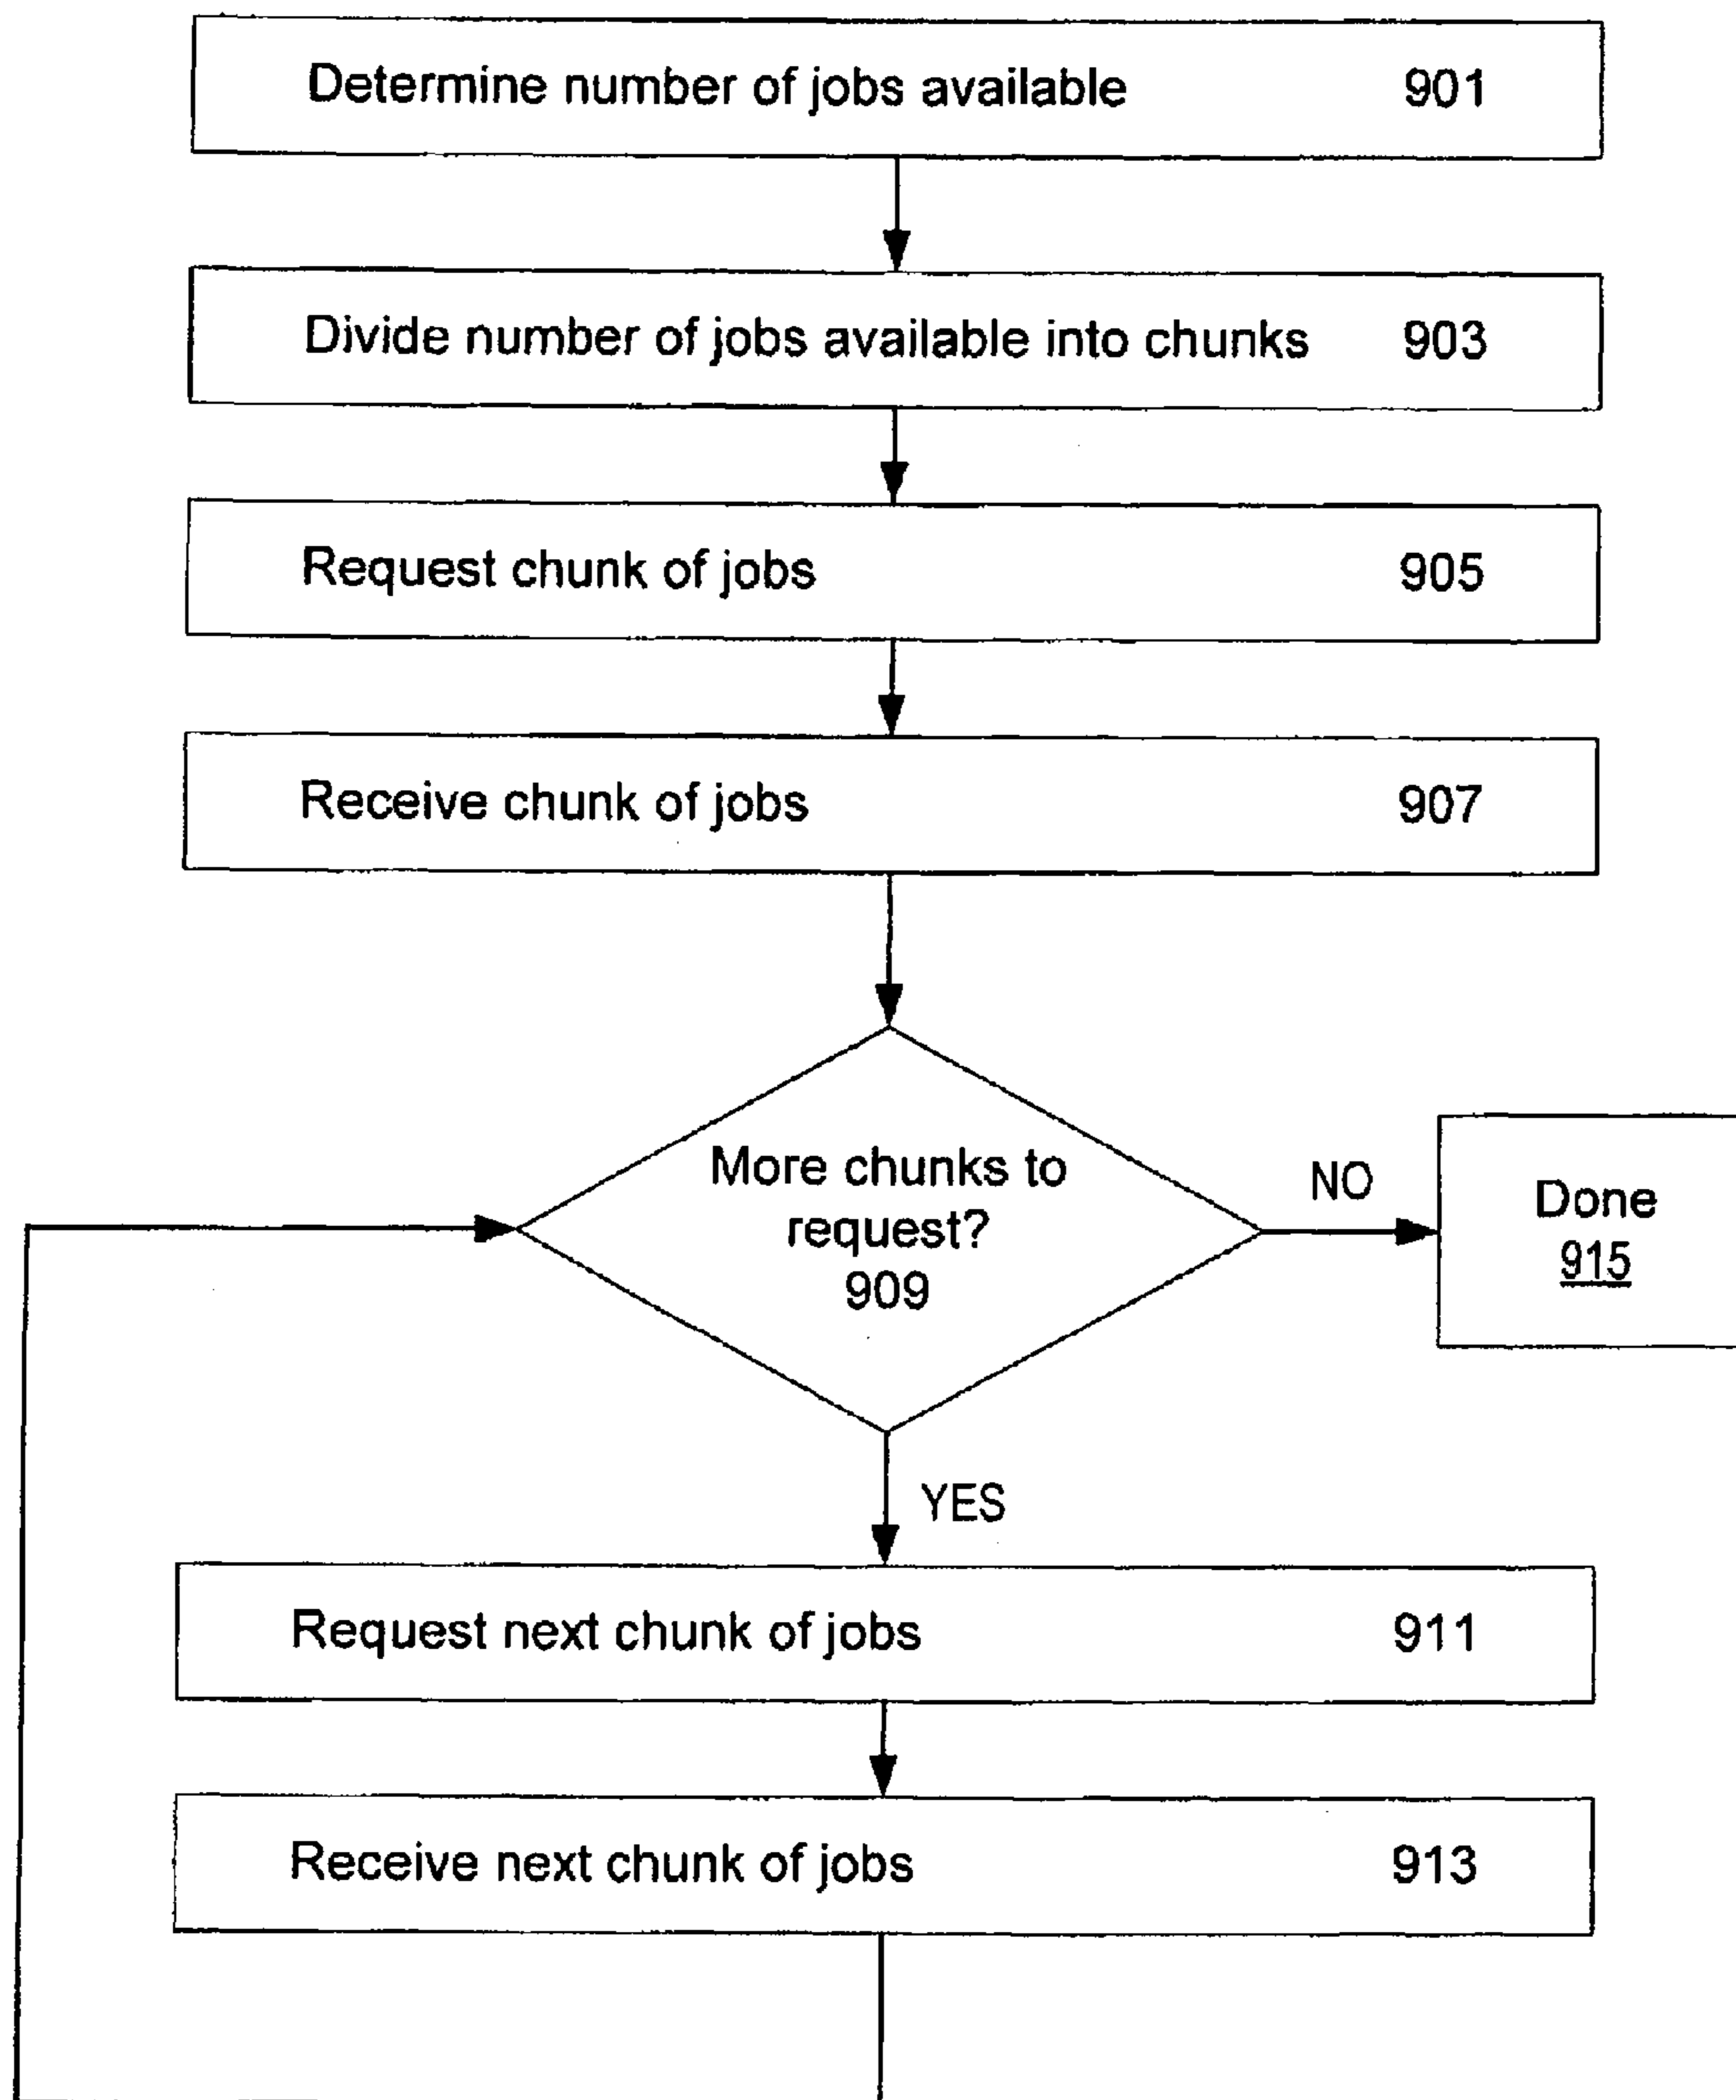 Determine number of jobs available 901
Divide number of jobs available into chunks 903
Request chunk of jobs 905
Receive chunk of jobs 907
More chunks to
request?
909
NO
Done
915
YES
Request next chunk of jobs 911
Receive next chunk of jobs 913